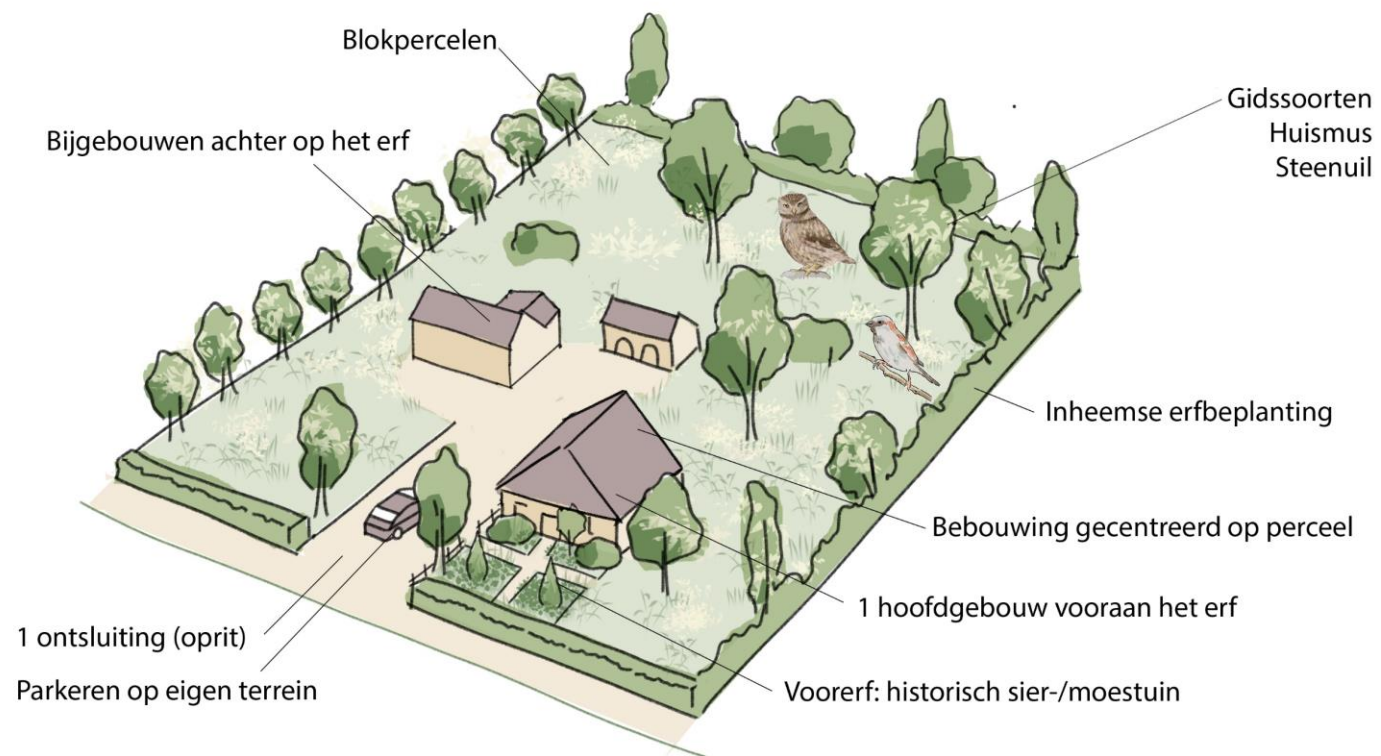 Blokpercelen
Bijgebouwen achter op het erf
Gidssoorten
Huismus
Steenuil
Inheemse erfbeplanting
Bebouwing gecentreerd op perceel
1 hoofdgebouw vooraan het erf
1 ontsluiting (oprit)
Parkeren op eigen terrein
Voorerf: historisch sier-/moestuin